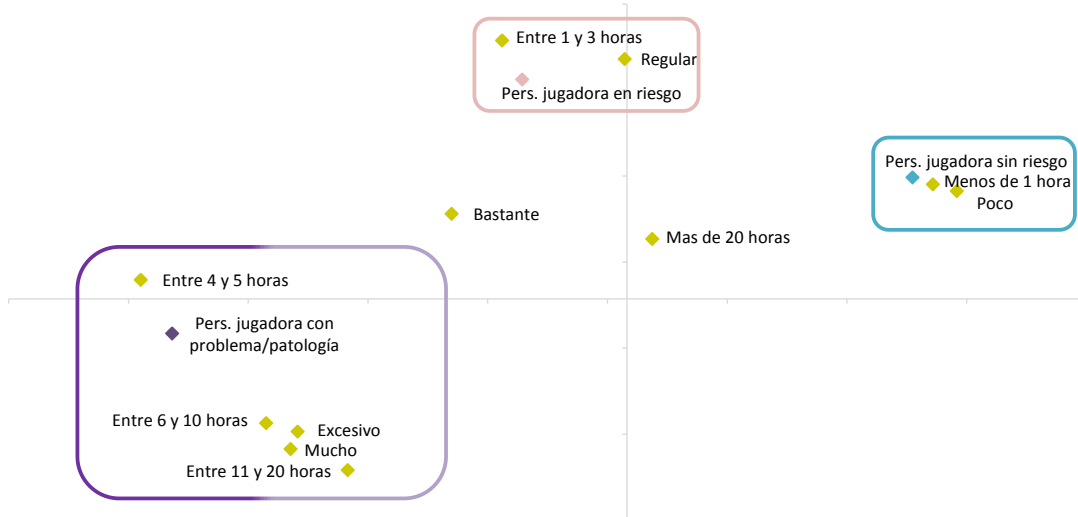 Entre 1 y 3 horas
Regular
Pers. jugadora en riesgo
Pers. jugadora sin riesgo
Menos de 1 hora
Poco
Bastante
Mas de 20 horas
Entre 4 y 5 horas
Pers. jugadora con
problema/patología
Entre 6 y 10 horas
Excesivo
Mucho
Entre 11 y 20 horas